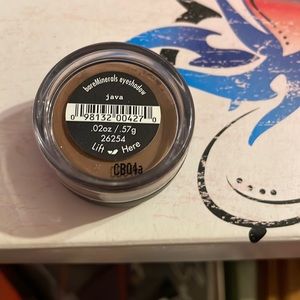 bareMinerals eyeshadow
java
0 98132 00427 0
.02oz/.57g
26254
Lift Here
CB04a